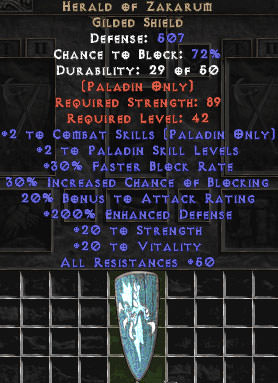 Herald of Zakarum
Gilded Shield
Defense: 507
Chance to Block: 72%
Durability: 29 of 50
(Paladin Only)
Required Strength: 89
Required Level: 42
+2 to Combat Skills (Paladin Only)
+2 to Paladin Skill Levels
+30% Faster Block Rate
30% Increased Chance of Blocking
20% Bonus to Attack Rating
+200% Enhanced Defense
+20 to Strength
+20 to Vitality
All Resistances +50